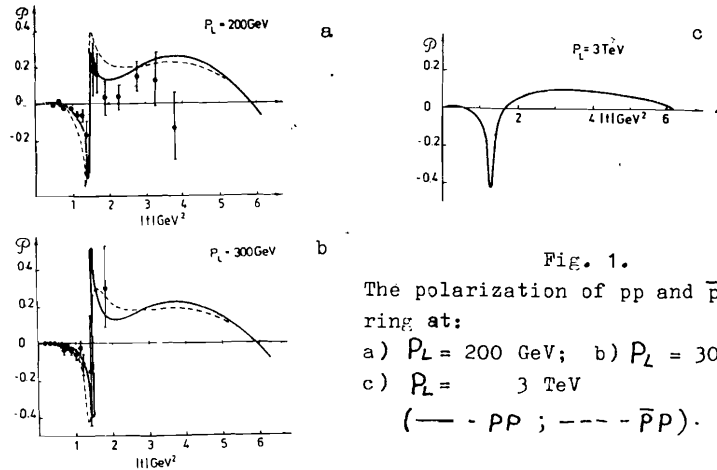 𝒫
0.4
0.2
0
-0.2
P_L = 200GeV
a
1 2 3 4 5 6
|t|GeV²
𝒫
0.4
0.2
0
-0.2
-0.4
P_L = 300GeV
b
1 2 3 4 5 6
|t|GeV²
𝒫
0.2
0
-0.2
-0.4
P_L = 3TeV
c
2 4 |t|GeV² 6
Fig. 1.
The polarization of pp and p̄
ring at:
a) P_L = 200 GeV; b) P_L = 30
c) P_L = 3 TeV
(—— - PP ; ---- - P̄P).